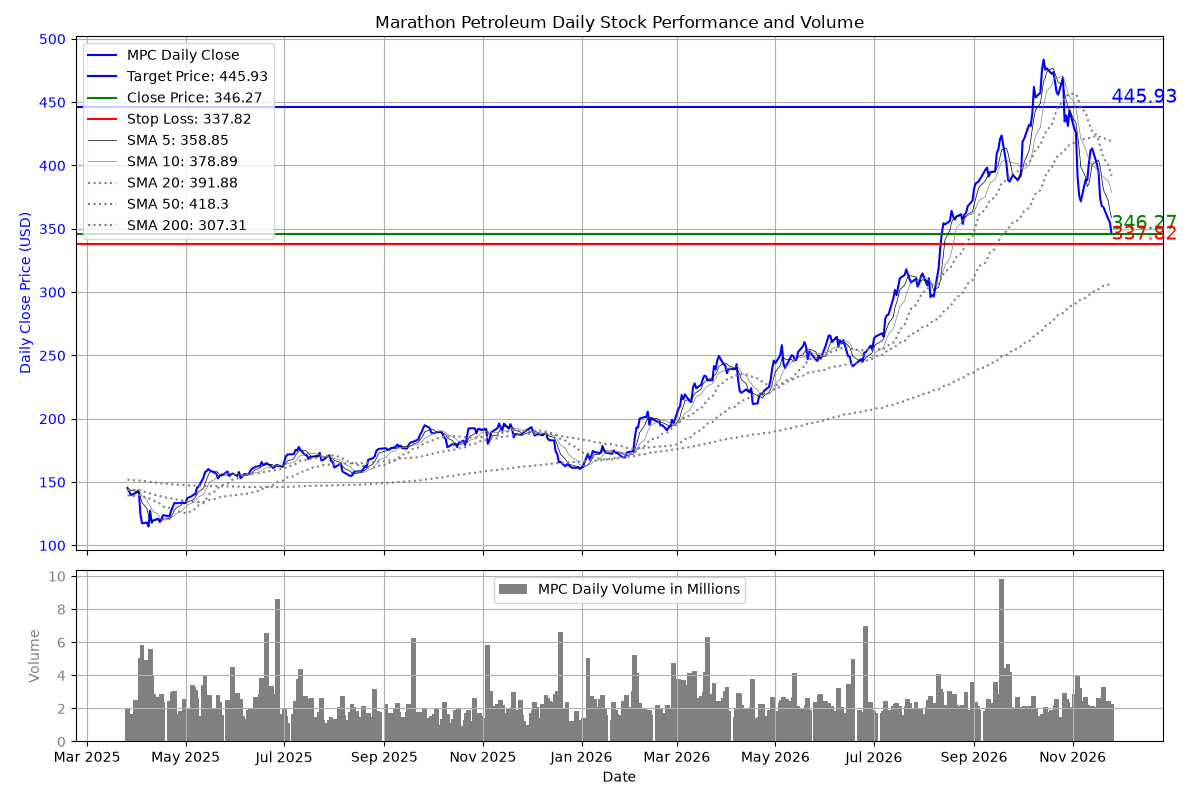 Marathon Petroleum Daily Stock Performance and Volume
500
450
400
350
300
250
200
150
100
Daily Close Price (USD)
MPC Daily Close
Target Price: 445.93
Close Price: 346.27
Stop Loss: 337.82
SMA 5: 358.85
SMA 10: 378.89
SMA 20: 391.88
SMA 50: 418.3
SMA 200: 307.31
445.93
346.27
337.82
10
8
6
4
2
0
Volume
MPC Daily Volume in Millions
Mar 2025 May 2025 Jul 2025 Sep 2025 Nov 2025 Jan 2026 Mar 2026 May 2026 Jul 2026 Sep 2026 Nov 2026
Date